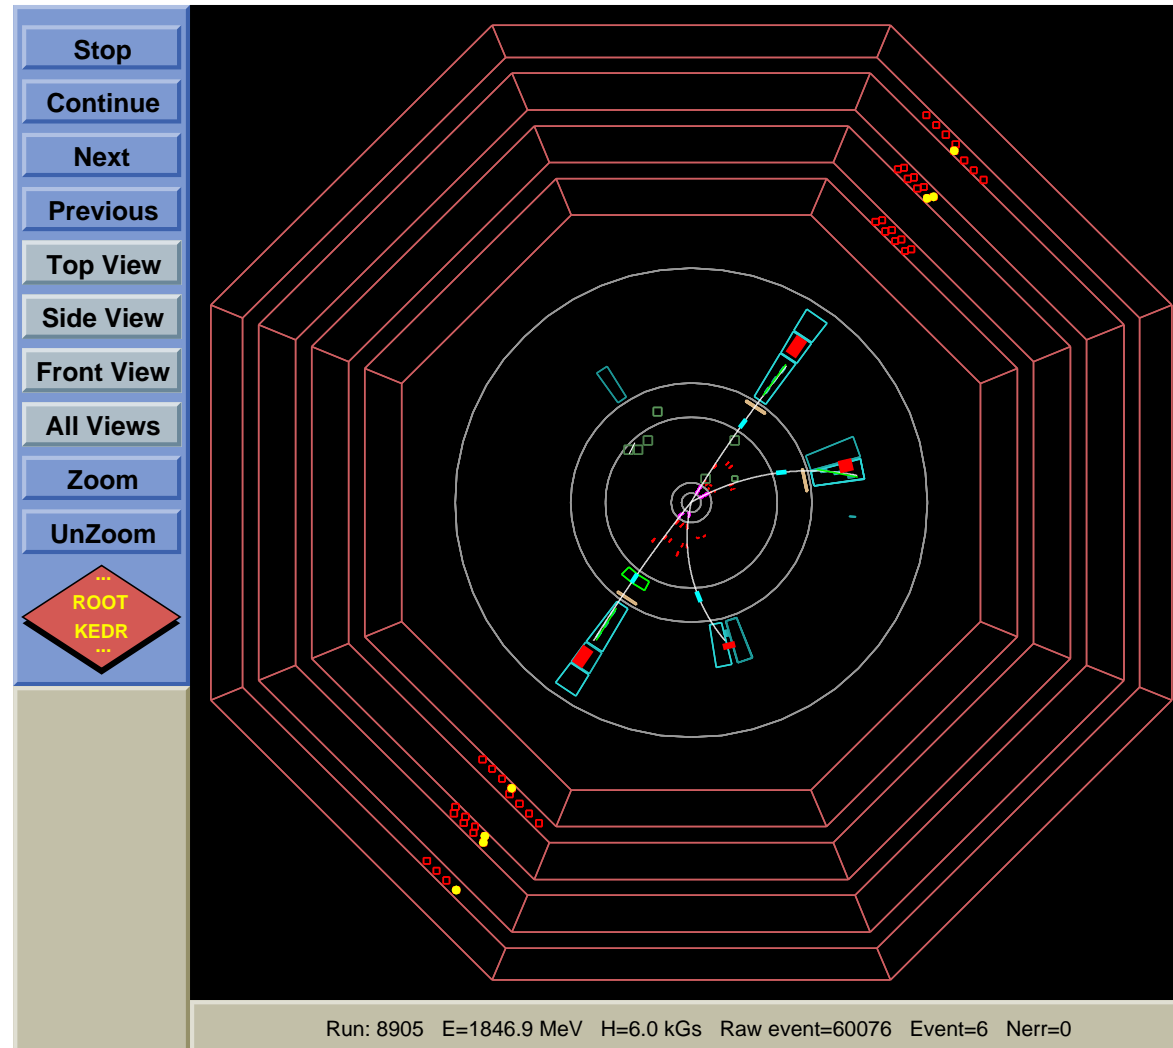 Stop
Continue
Next
Previous
Top View
Side View
Front View
All Views
Zoom
UnZoom
...
ROOT
KEDR
...
Run: 8905 E=1846.9 MeV H=6.0 kGs Raw event=60076 Event=6 Nerr=0